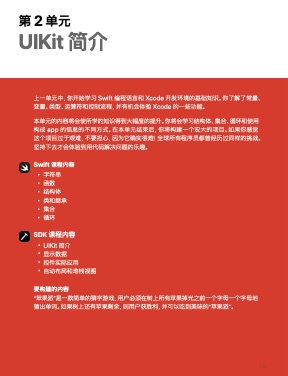 第 2 单元
UIKit 简介
上一单元中，你开始学习 Swift 编程语言和 Xcode 开发环境的基础知识。你了解了常量、
变量、类型、运算符和控制流程，并有机会体验 Xcode 的一些功能。
本单元的内容将会使所学的知识得到大幅度的提升。你将会学习结构体、集合、循环和使用
构成 app 的信息的不同方式。在本单元结束后，你将构建一个庞大的项目。如果你感觉
这个项目过于艰难，不要担心，因为它确实很难！全球所有程序员都曾经历过同样的挑战。
坚持下去才会体验到用代码解决问题的乐趣。
Swift 课程内容
• 字符串
• 函数
• 结构体
• 类和继承
• 集合
• 循环
SDK 课程内容
• UIKit 简介
• 显示数据
• 控件实际应用
• 自动布局和堆栈视图
要构建的内容
“苹果派”是一款简单的猜字游戏，用户必须在树上所有苹果掉光之前一个字母一个字母地
猜出单词。如果树上还有苹果剩余，则用户获胜，并可以吃到美味的“苹果派”。